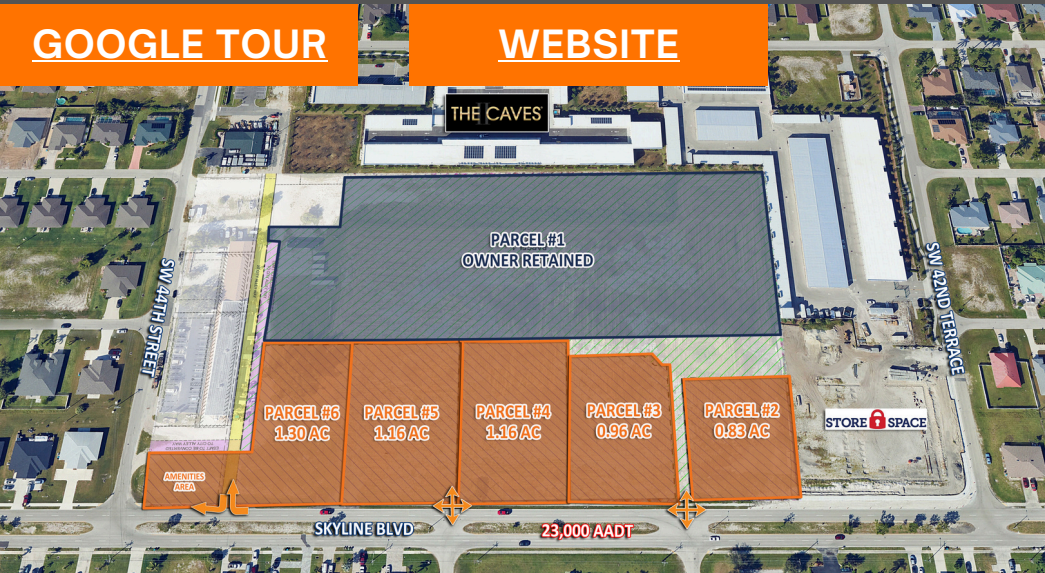 GOOGLE TOUR
WEBSITE
THE CAVES
PARCEL #1
OWNER RETAINED
SW 44TH STREET
SW 42ND TERRACE
PARCEL #6
1.30 AC
PARCEL #5
1.16 AC
PARCEL #4
1.16 AC
PARCEL #3
0.96 AC
PARCEL #2
0.83 AC
STORE SPACE
AMENITIES
AREA
SKYLINE BLVD
23,000 AADT